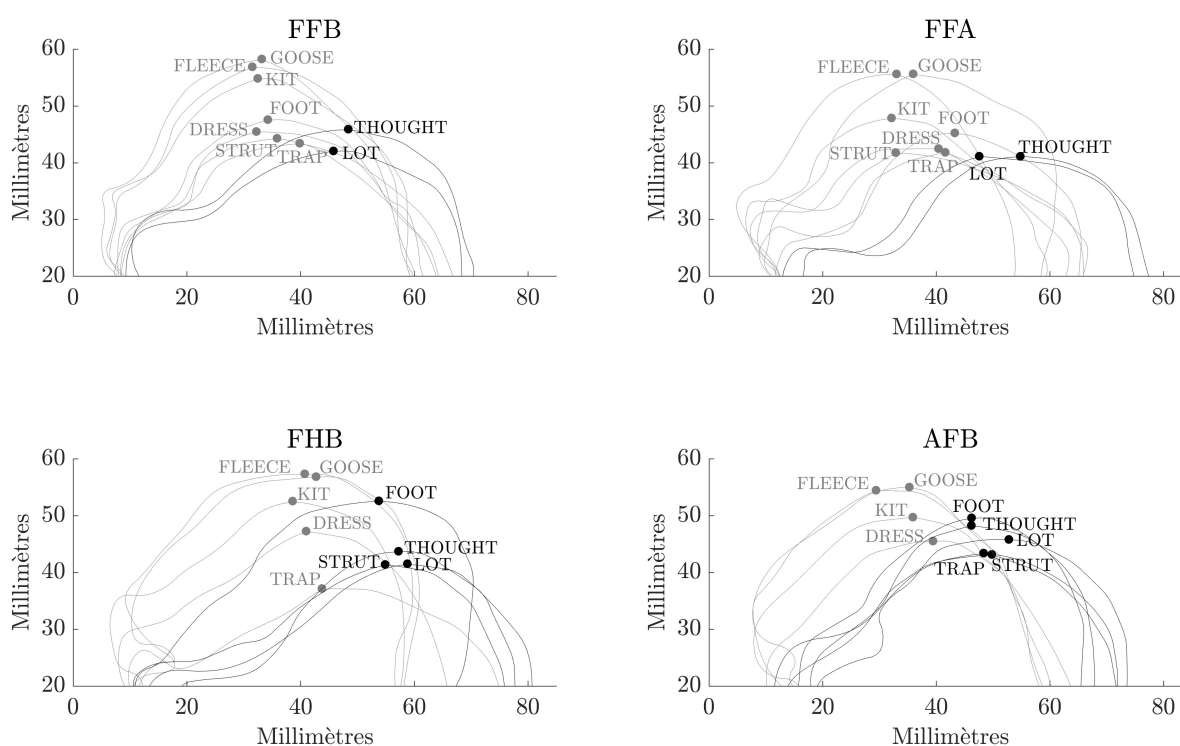 FFB
60
50
40
30
20
Millimètres
GOOSE
FLEECE
KIT
FOOT
DRESS
THOUGHT
STRUT
TRAP
LOT
0 20 40 60 80
Millimètres
FFA
60
50
40
30
20
Millimètres
FLEECE GOOSE
KIT
FOOT
DRESS
STRUT
TRAP
THOUGHT
LOT
0 20 40 60 80
Millimètres
FHB
60
50
40
30
20
Millimètres
FLEECE GOOSE
KIT
FOOT
DRESS
THOUGHT
STRUT
LOT
TRAP
0 20 40 60 80
Millimètres
AFB
60
50
40
30
20
Millimètres
FLEECE GOOSE
KIT
FOOT
THOUGHT
DRESS
LOT
TRAP STRUT
0 20 40 60 80
Millimètres